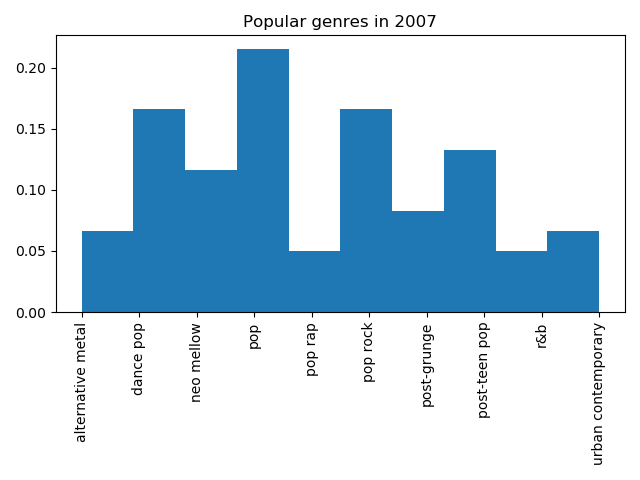 Popular genres in 2007
0.20
0.15
0.10
0.05
0.00
alternative metal
dance pop
neo mellow
pop
pop rap
pop rock
post-grunge
post-teen pop
r&b
urban contemporary